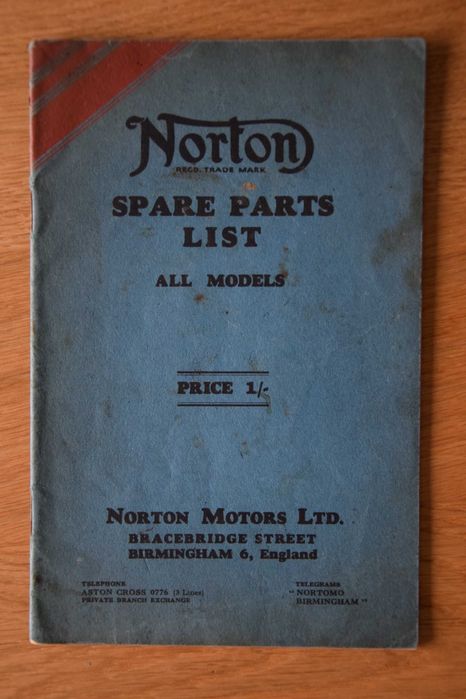 Norton
REGD. TRADE MARK
SPARE PARTS
LIST
ALL MODELS
PRICE 1/-
NORTON MOTORS LTD.
BRACEBRIDGE STREET
BIRMINGHAM 6, England
TELEPHONE
ASTON CROSS 0776 (3 Lines)
PRIVATE BRANCH EXCHANGE
TELEGRAMS
"NORTOMO
BIRMINGHAM"